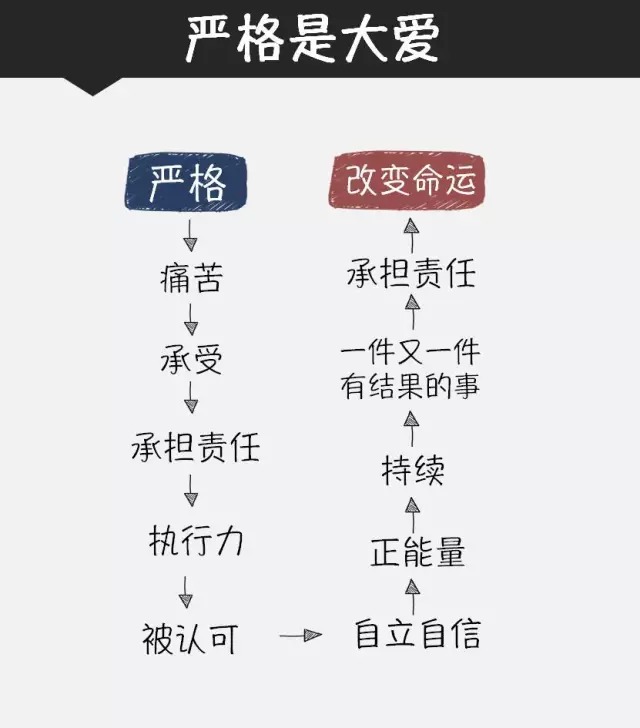 严格是大爱
严格
痛苦
承受
承担责任
执行力
被认可
自立自信
正能量
持续
一件又一件
有结果的事
承担责任
改变命运